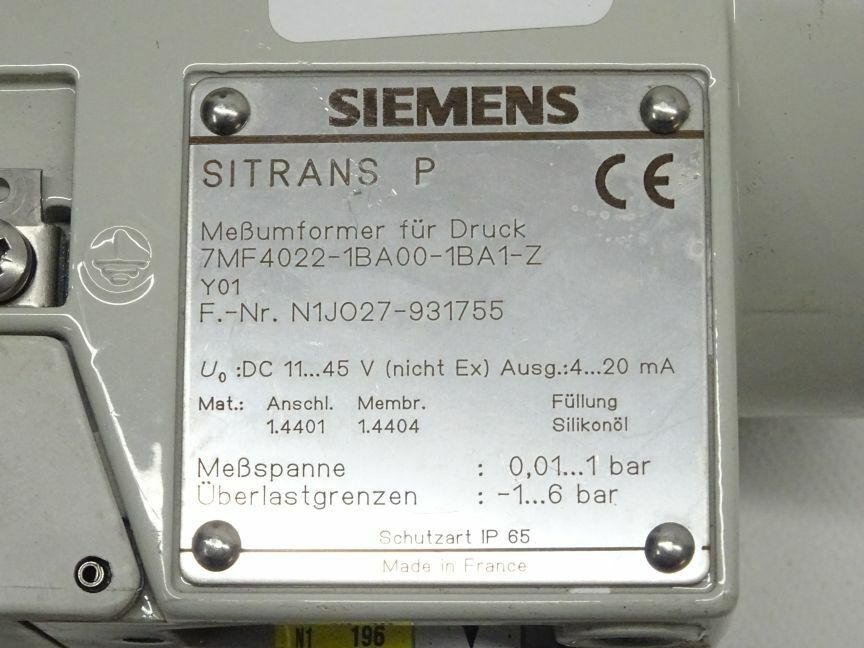 SIEMENS
SITRANS P
CE
Meßumformer für Druck
7MF4022-1BA00-1BA1-Z
Y01
F.-Nr. N1JO27-931755
U₀ :DC 11...45 V (nicht Ex) Ausg.:4...20 mA
Mat.: Anschl. Membr. Füllung
1.4401 1.4404 Silikonöl
Meßspanne : 0,01...1 bar
Überlastgrenzen : -1...6 bar
Schutzart IP 65
Made in France
N1 196